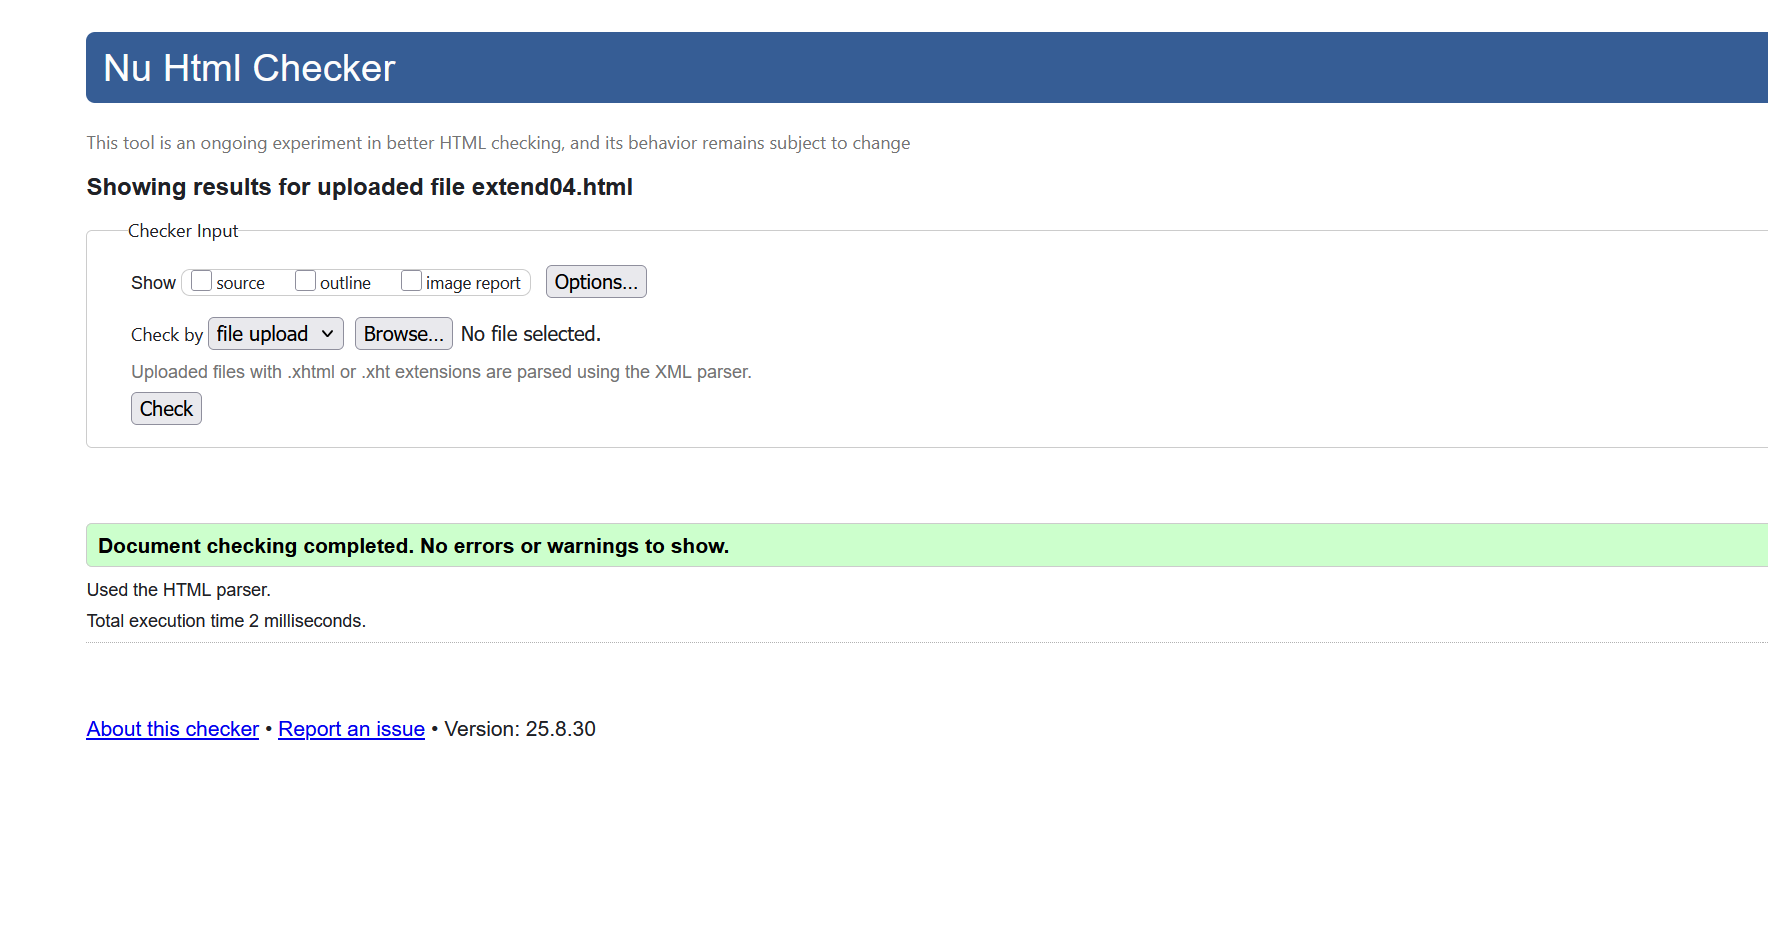 Nu Html Checker
This tool is an ongoing experiment in better HTML checking, and its behavior remains subject to change
Showing results for uploaded file extend04.html
Checker Input
Show source outline image report Options...
Check by file upload Browse... No file selected.
Uploaded files with .xhtml or .xht extensions are parsed using the XML parser.
Check
Document checking completed. No errors or warnings to show.
Used the HTML parser.
Total execution time 2 milliseconds.
About this checker • Report an issue • Version: 25.8.30